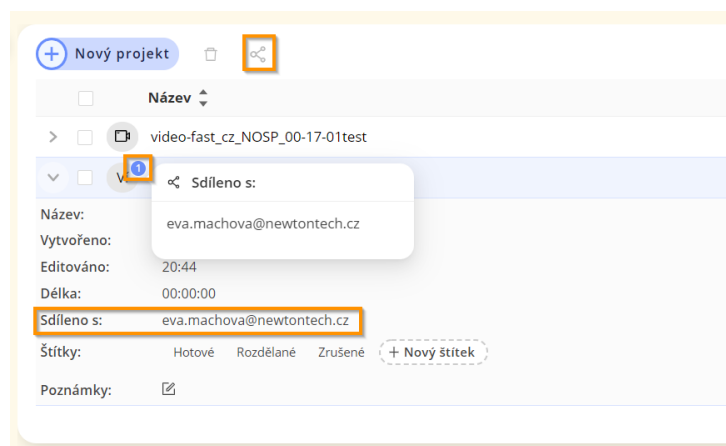 Nový projekt
Název
video-fast_cz_NOSP_00-17-01test
1
Sdíleno s:
eva.machova@newtontech.cz
Název:
Vytvořeno:
Editováno: 20:44
Délka: 00:00:00
Sdíleno s: eva.machova@newtontech.cz
Štítky: Hotové Rozdělané Zrušené + Nový štítek
Poznámky: